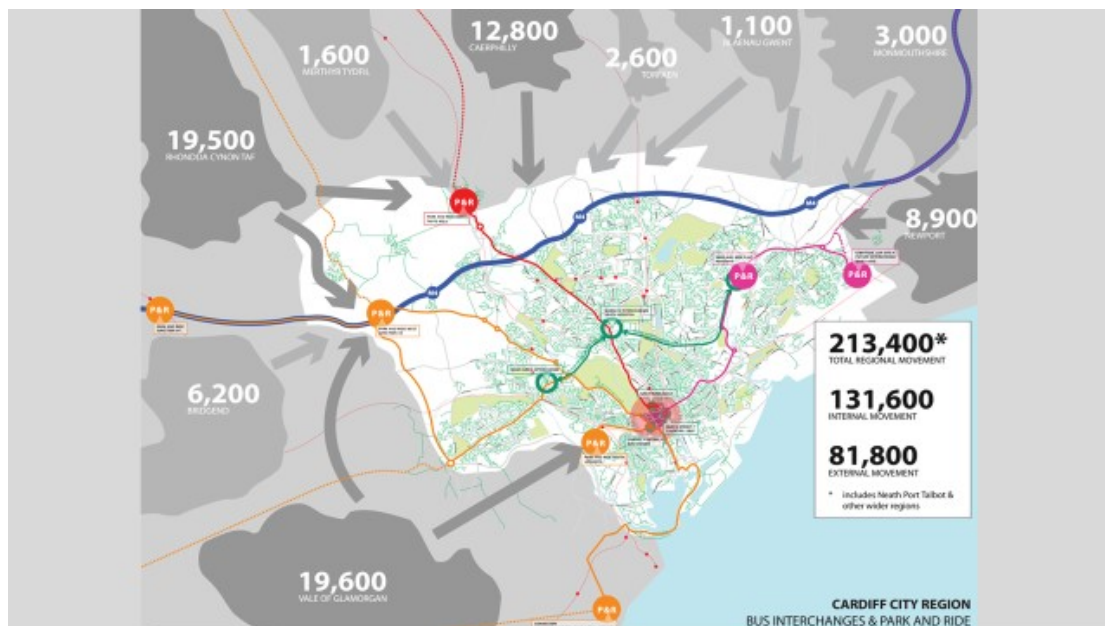 1,600
MERTHYR TYDFIL
12,800
CAERPHILLY
2,600
TORFAEN
1,100
BLAENAU GWENT
3,000
MONMOUTHSHIRE
19,500
RHONDDA CYNON TAF
P&R
M4
8,900
NEWPORT
P&R
P&R
M4
P&R
P&R
6,200
BRIDGEND
213,400*
TOTAL REGIONAL MOVEMENT
131,600
INTERNAL MOVEMENT
81,800
EXTERNAL MOVEMENT
* includes Neath Port Talbot &
other wider regions
P&R
19,600
VALE OF GLAMORGAN
P&R
CARDIFF CITY REGION
BUS INTERCHANGES & PARK AND RIDE